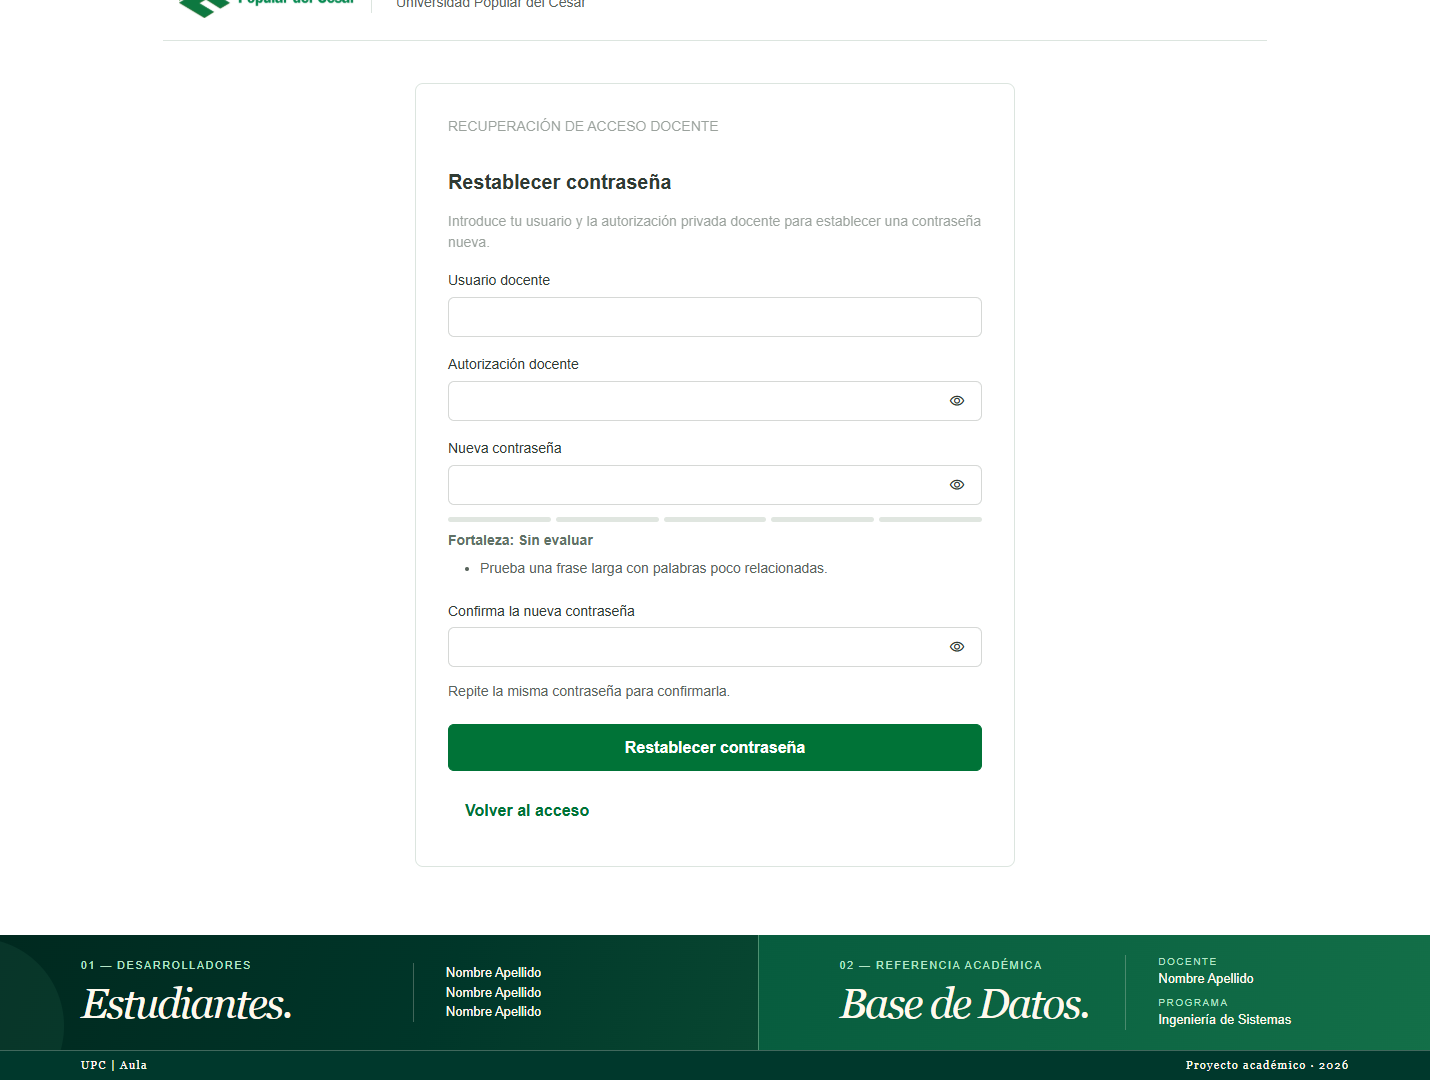 Popular del Cesar
Universidad Popular del Cesar
RECUPERACIÓN DE ACCESO DOCENTE
Restablecer contraseña
Introduce tu usuario y la autorización privada docente para establecer una contraseña
nueva.
Usuario docente
Autorización docente
Nueva contraseña
Fortaleza: Sin evaluar
• Prueba una frase larga con palabras poco relacionadas.
Confirma la nueva contraseña
Repite la misma contraseña para confirmarla.
Restablecer contraseña
Volver al acceso
01 — DESARROLLADORES
Estudiantes.
Nombre Apellido
Nombre Apellido
Nombre Apellido
02 — REFERENCIA ACADÉMICA
Base de Datos.
DOCENTE
Nombre Apellido
PROGRAMA
Ingeniería de Sistemas
UPC | Aula
Proyecto académico · 2026